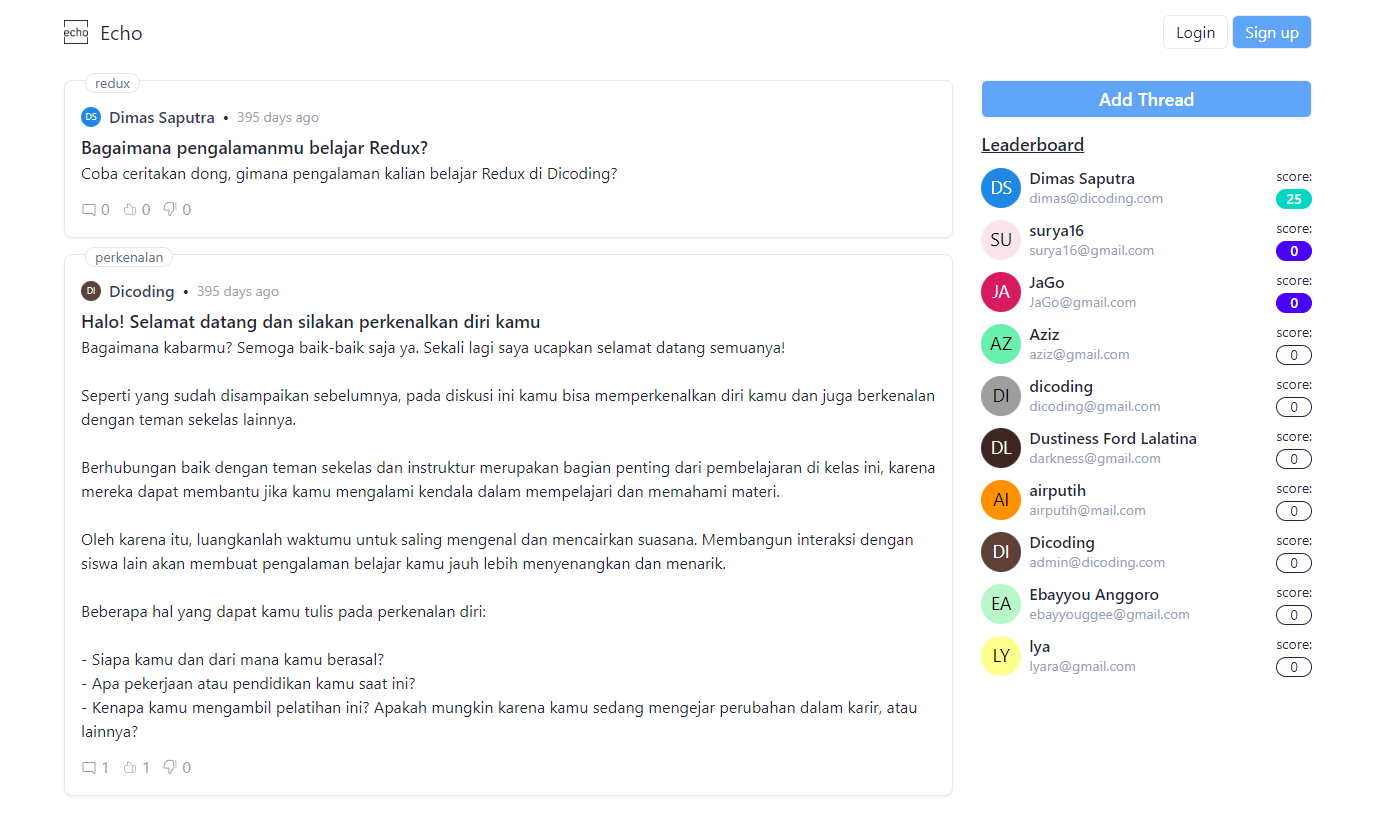 echo Echo
Login Sign up
redux
DS Dimas Saputra • 395 days ago
Bagaimana pengalamanmu belajar Redux?
Coba ceritakan dong, gimana pengalaman kalian belajar Redux di Dicoding?
0 0 0
perkenalan
DI Dicoding • 395 days ago
Halo! Selamat datang dan silakan perkenalkan diri kamu
Bagaimana kabarmu? Semoga baik-baik saja ya. Sekali lagi saya ucapkan selamat datang semuanya!
Seperti yang sudah disampaikan sebelumnya, pada diskusi ini kamu bisa memperkenalkan diri kamu dan juga berkenalan
dengan teman sekelas lainnya.
Berhubungan baik dengan teman sekelas dan instruktur merupakan bagian penting dari pembelajaran di kelas ini, karena
mereka dapat membantu jika kamu mengalami kendala dalam mempelajari dan memahami materi.
Oleh karena itu, luangkanlah waktumu untuk saling mengenal dan mencairkan suasana. Membangun interaksi dengan
siswa lain akan membuat pengalaman belajar kamu jauh lebih menyenangkan dan menarik.
Beberapa hal yang dapat kamu tulis pada perkenalan diri:
- Siapa kamu dan dari mana kamu berasal?
- Apa pekerjaan atau pendidikan kamu saat ini?
- Kenapa kamu mengambil pelatihan ini? Apakah mungkin karena kamu sedang mengejar perubahan dalam karir, atau
lainnya?
1 1 0
Add Thread
Leaderboard
DS Dimas Saputra score:
dimas@dicoding.com 25
SU surya16 score:
surya16@gmail.com 0
JA JaGo score:
JaGo@gmail.com 0
AZ Aziz score:
aziz@gmail.com 0
DI dicoding score:
dicoding@gmail.com 0
DL Dustiness Ford Lalatina score:
darkness@gmail.com 0
AI airputih score:
airputih@mail.com 0
DI Dicoding score:
admin@dicoding.com 0
EA Ebayyou Anggoro score:
ebayyouggee@gmail.com 0
LY lya score:
lyara@gmail.com 0